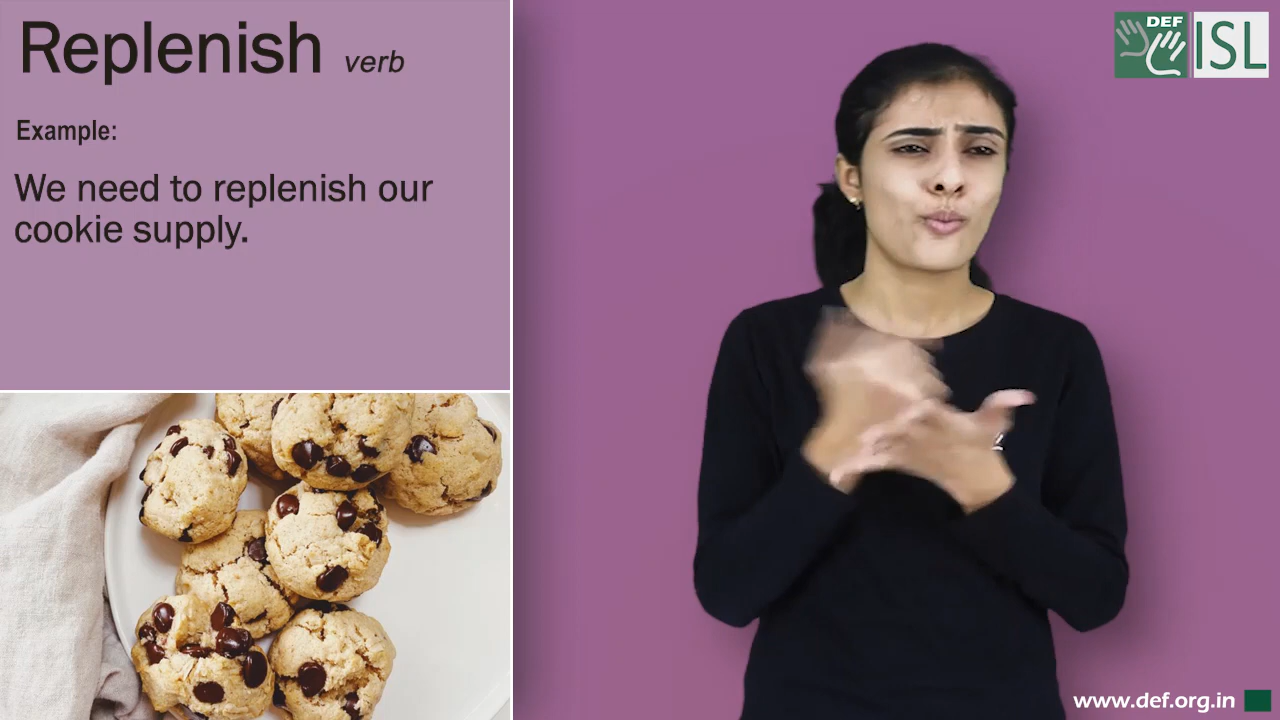 Replenish verb
Example:
We need to replenish our
cookie supply.
DEF
ISL
www.def.org.in